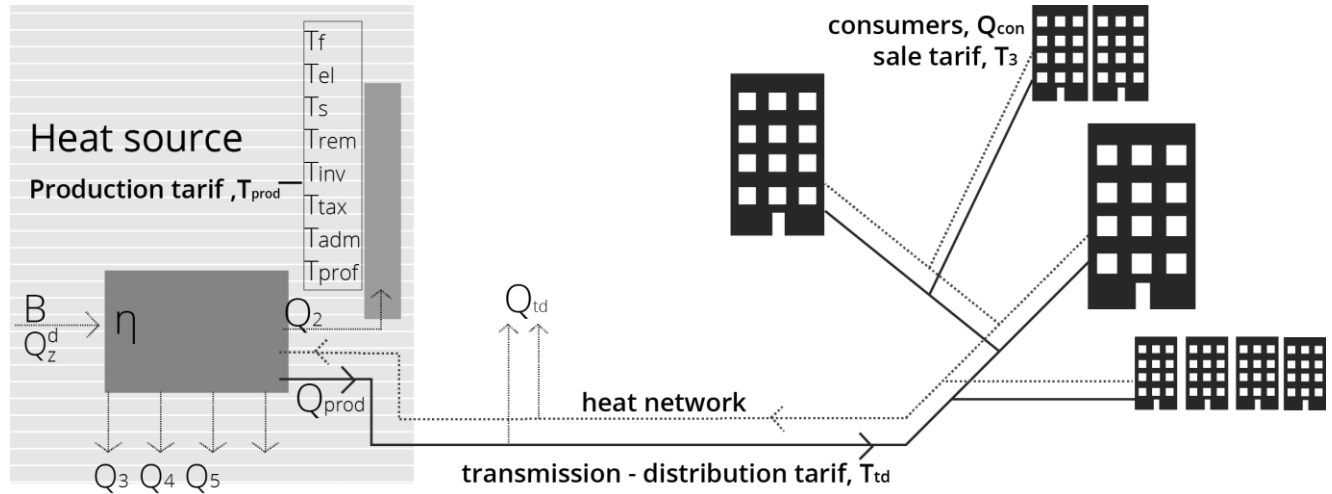 consumers, Qcon
sale tarif, T3
Tf
Tel
Ts
Trem
Tinv
Ttax
Tadm
Tprof
Heat source
Production tarif ,Tprod
B
Qdz
η
Q2
Qtd
Qprod
heat network
Q3 Q4 Q5
transmission - distribution tarif, Ttd